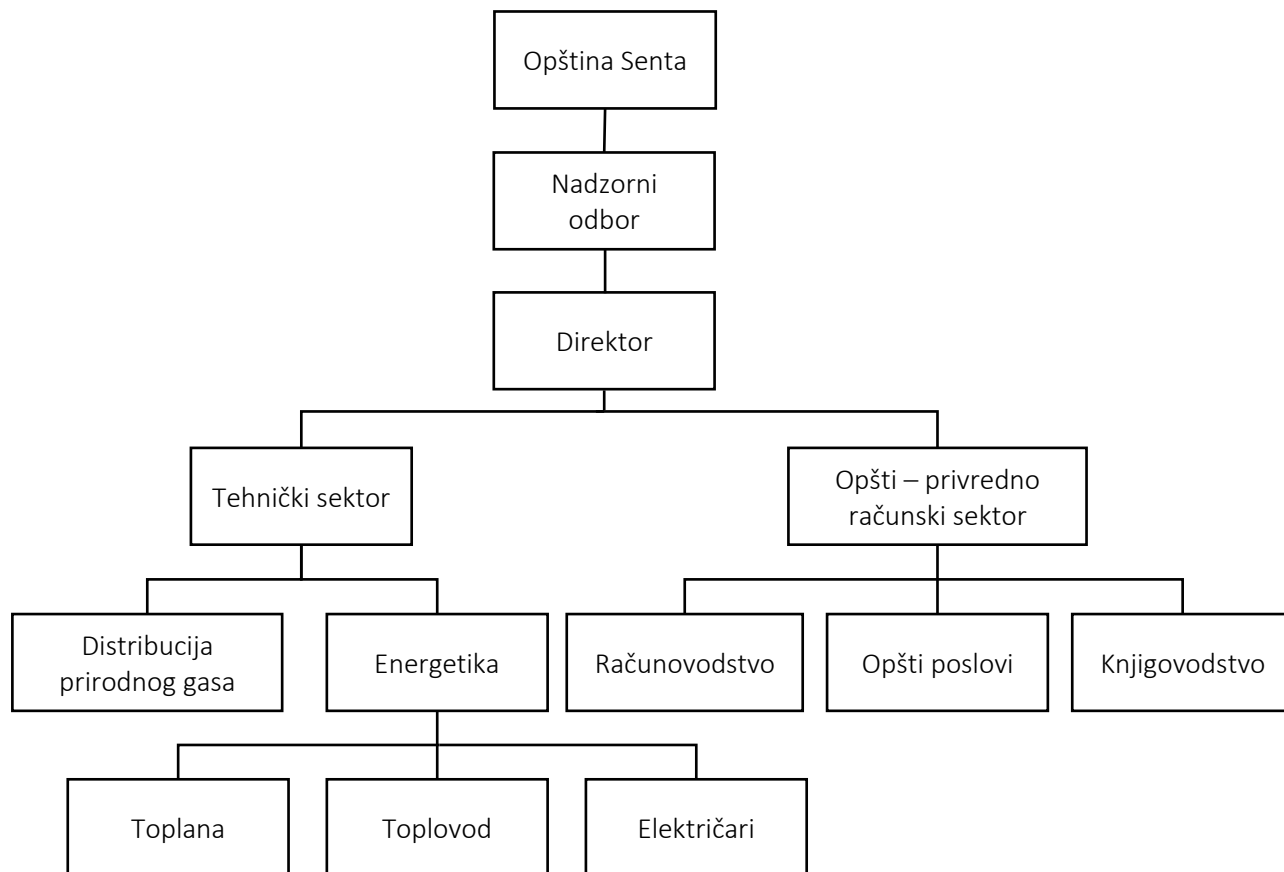 Opština Senta
Nadzorni
odbor
Direktor
Tehnički sektor
Opšti – privredno
računski sektor
Distribucija
prirodnog gasa
Energetika
Računovodstvo
Opšti poslovi
Knjigovodstvo
Toplana
Toplovod
Električari